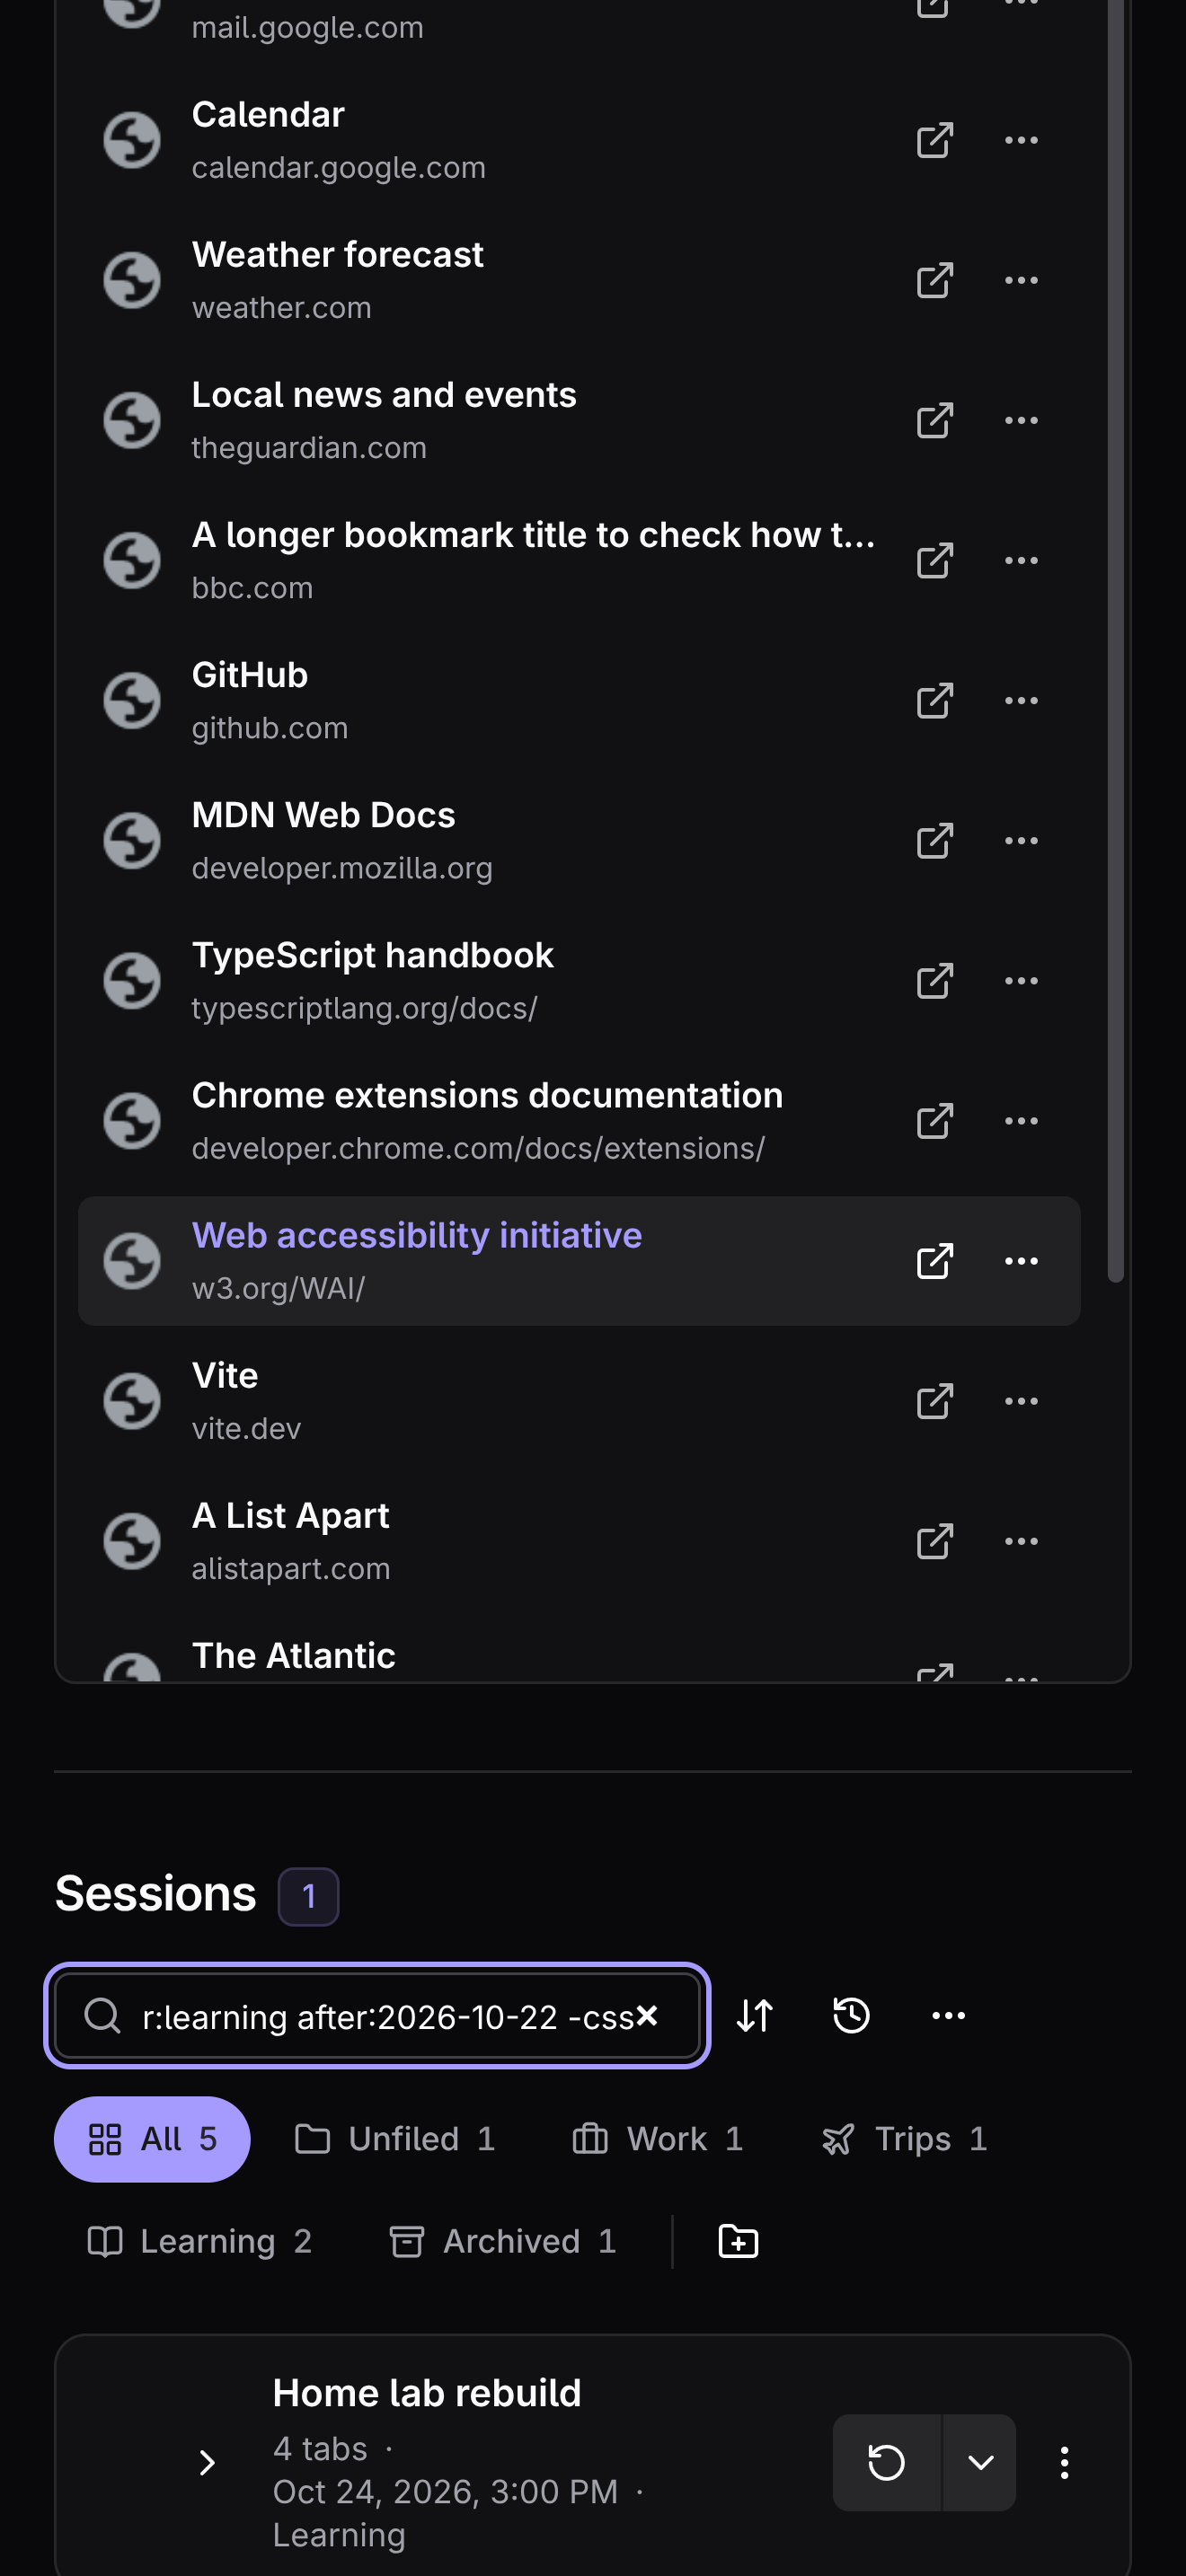 mail.google.com
Calendar
calendar.google.com
Weather forecast
weather.com
Local news and events
theguardian.com
A longer bookmark title to check how t...
bbc.com
GitHub
github.com
MDN Web Docs
developer.mozilla.org
TypeScript handbook
typescriptlang.org/docs/
Chrome extensions documentation
developer.chrome.com/docs/extensions/
Web accessibility initiative
w3.org/WAI/
Vite
vite.dev
A List Apart
alistapart.com
The Atlantic
Sessions 1
r:learning after:2026-10-22 -css
All 5 Unfiled 1 Work 1 Trips 1
Learning 2 Archived 1
Home lab rebuild
4 tabs ·
Oct 24, 2026, 3:00 PM ·
Learning